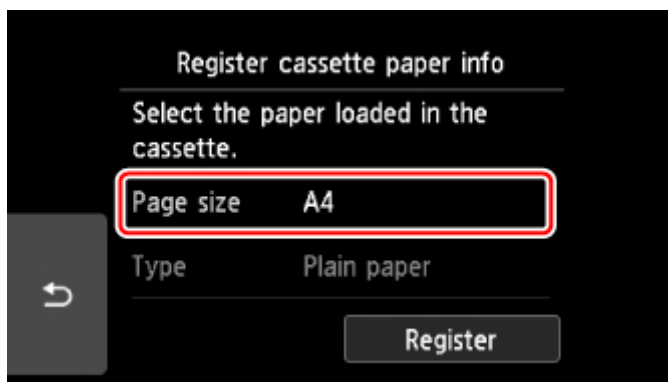 Register cassette paper info
Select the paper loaded in the
cassette.
Page size A4
Type Plain paper
Register